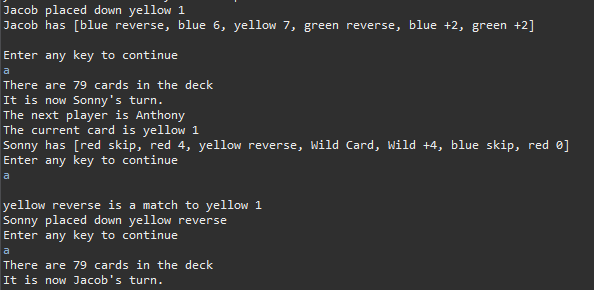 Jacob placed down yellow 1
Jacob has [blue reverse, blue 6, yellow 7, green reverse, blue +2, green +2]
Enter any key to continue
a
There are 79 cards in the deck
It is now Sonny's turn.
The next player is Anthony
The current card is yellow 1
Sonny has [red skip, red 4, yellow reverse, Wild Card, Wild +4, blue skip, red 0]
Enter any key to continue
a
yellow reverse is a match to yellow 1
Sonny placed down yellow reverse
Enter any key to continue
a
There are 79 cards in the deck
It is now Jacob's turn.